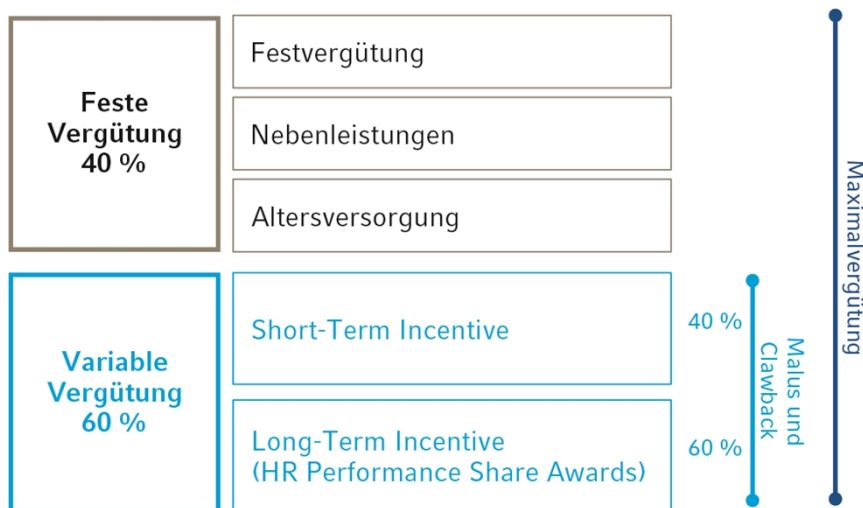 Feste
Vergütung
40 %
Festvergütung
Nebenleistungen
Altersversorgung
Variable
Vergütung
60 %
Short-Term Incentive
40 %
Long-Term Incentive
(HR Performance Share Awards)
60 %
Malus und
Clawback
Maximalvergütung